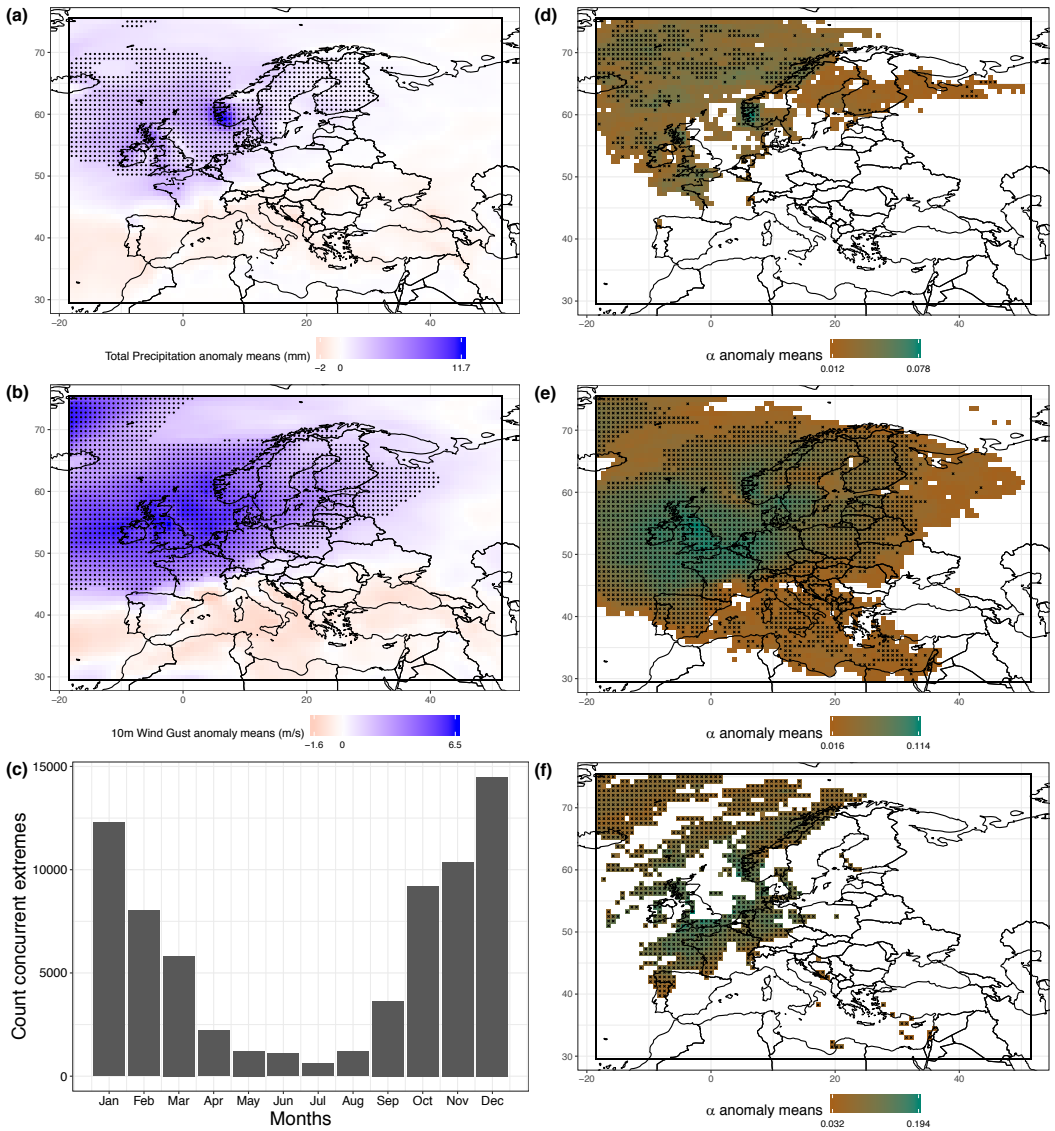 (a)
70
60
50
40
30
-20
0
20
40
Total Precipitation anomaly means (mm)
-2
0
11.7
(b)
70
60
50
40
30
-20
0
20
40
10m Wind Gust anomaly means (m/s)
-1.6
0
6.5
(c)
15000
10000
5000
0
Count concurrent extremes
Jan
Feb
Mar
Apr
May
Jun
Jul
Aug
Sep
Oct
Nov
Dec
Months
(d)
70
60
50
40
30
-20
0
20
40
α anomaly means
0.012
0.078
(e)
70
60
50
40
30
-20
0
20
40
α anomaly means
0.016
0.114
(f)
70
60
50
40
30
-20
0
20
40
α anomaly means
0.032
0.194